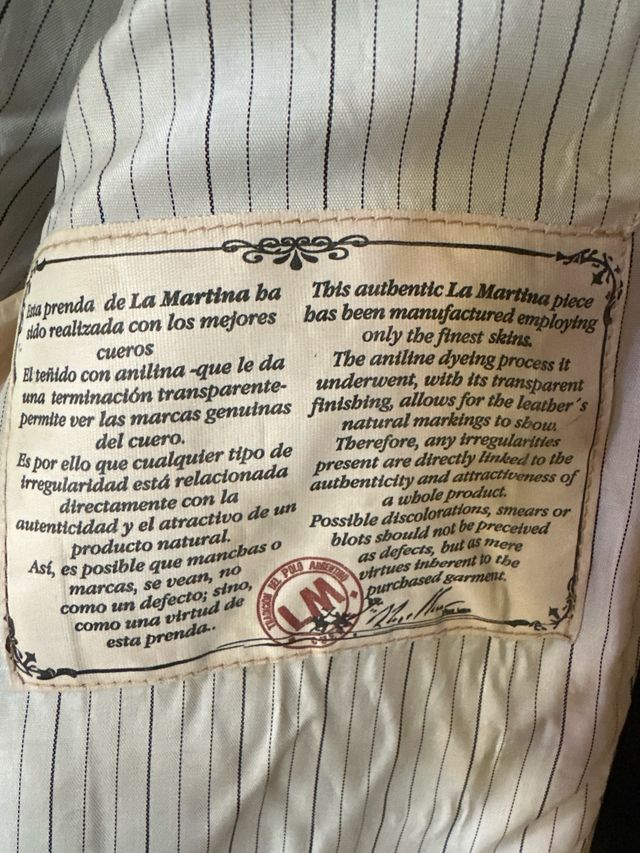 Esta prenda de La Martina ha
sido realizada con los mejores
cueros
El teñido con anilina -que le da
una terminación transparente-
permite ver las marcas genuinas
del cuero.
Es por ello que cualquier tipo de
irregularidad está relacionada
directamente con la
autenticidad y el atractivo de un
producto natural.
Así, es posible que manchas o
marcas, se vean, no
como un defecto; sino,
como una virtud de
esta prenda..
This authentic La Martina piece
has been manufactured employing
only the finest skins.
The aniline dyeing process it
underwent, with its transparent
finishing, allows for the leather´s
natural markings to show.
Therefore, any irregularities
present are directly linked to the
authenticity and attractiveness of
a whole product.
Possible discolorations, smears or
blots should not be preceived
as defects, but as mere
virtues inherent to the
purchased garment.
TRADICION DEL POLO ARGENTINO
LM